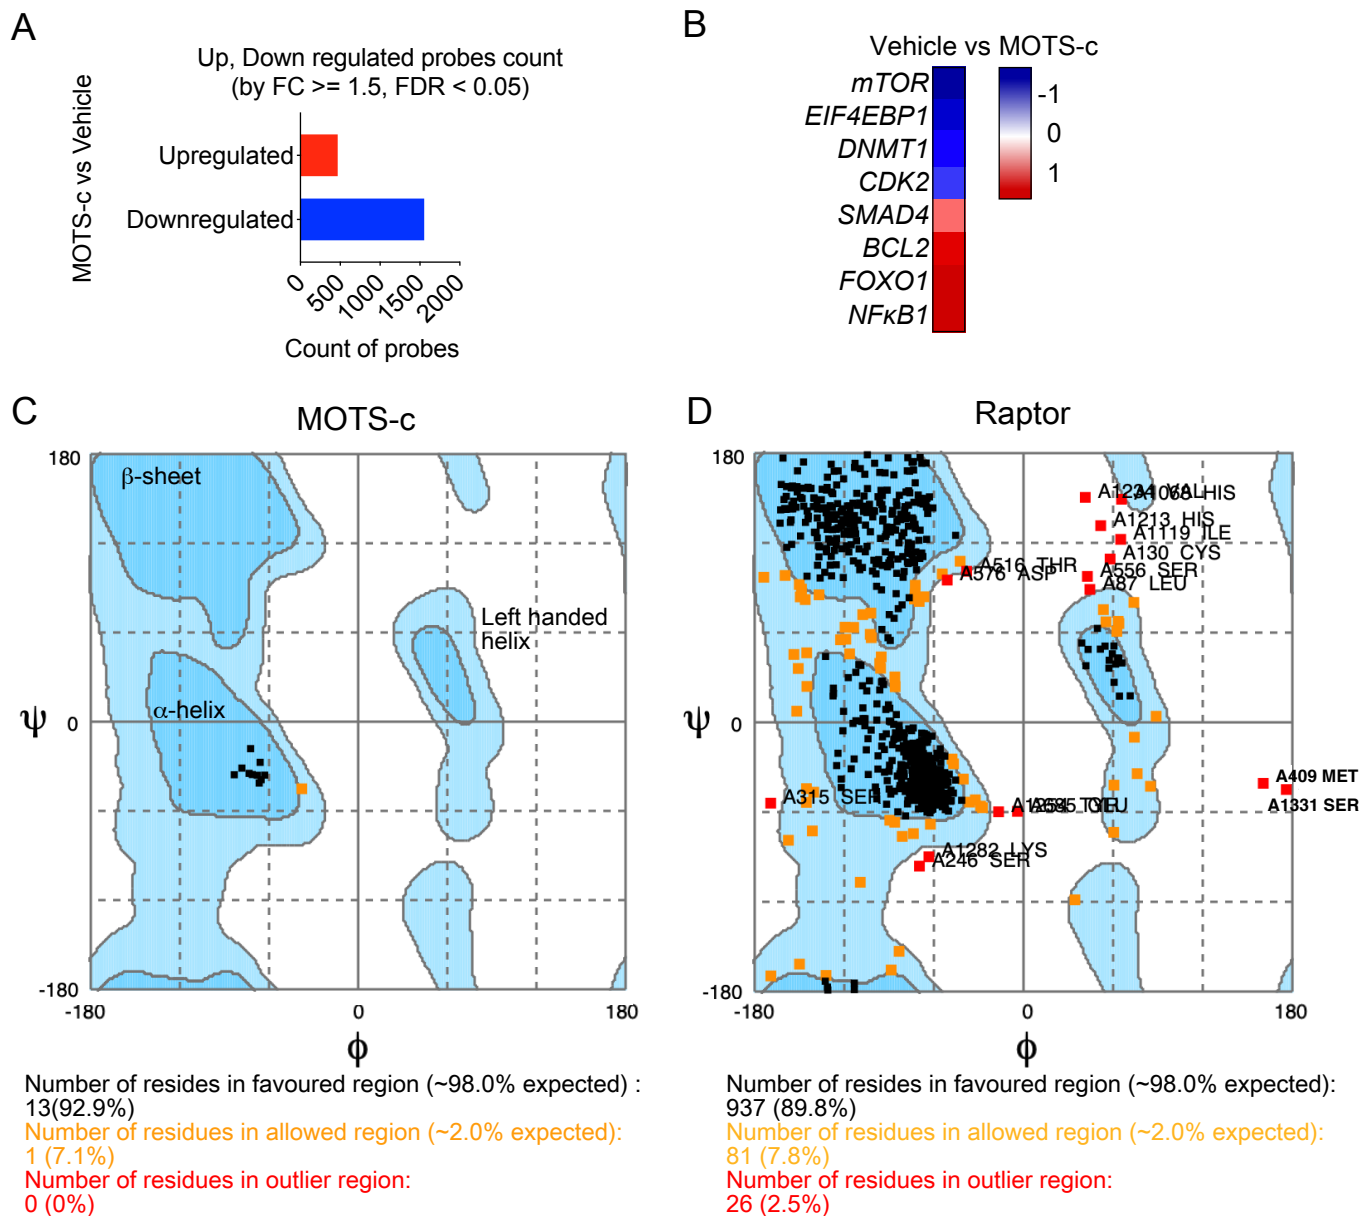 A
Up, Down regulated probes count
(by FC >= 1.5, FDR < 0.05)
MOTS-c vs Vehicle
Upregulated
Downregulated
0
500
1000
1500
2000
Count of probes
B
Vehicle vs MOTS-c
mTOR
EIF4EBP1
DNMT1
CDK2
SMAD4
BCL2
FOXO1
NFκB1
-1
0
1
C
MOTS-c
180
β-sheet
Left handed
helix
α-helix
ψ
0
-180
-180
0
180
ϕ
Number of resides in favoured region (~98.0% expected) :
13(92.9%)
Number of residues in allowed region (~2.0% expected):
1 (7.1%)
Number of residues in outlier region:
0 (0%)
D
Raptor
180
A1068 HIS
A1213 HIS
A1119 ILE
A130 CYS
A516 THR
A576 ASP
A556 SER
A87 LEU
ψ
0
A409 MET
A1331 SER
A315 SER
A1282 LYS
A246 SER
-180
-180
0
180
ϕ
Number of resides in favoured region (~98.0% expected):
937 (89.8%)
Number of residues in allowed region (~2.0% expected):
81 (7.8%)
Number of residues in outlier region:
26 (2.5%)